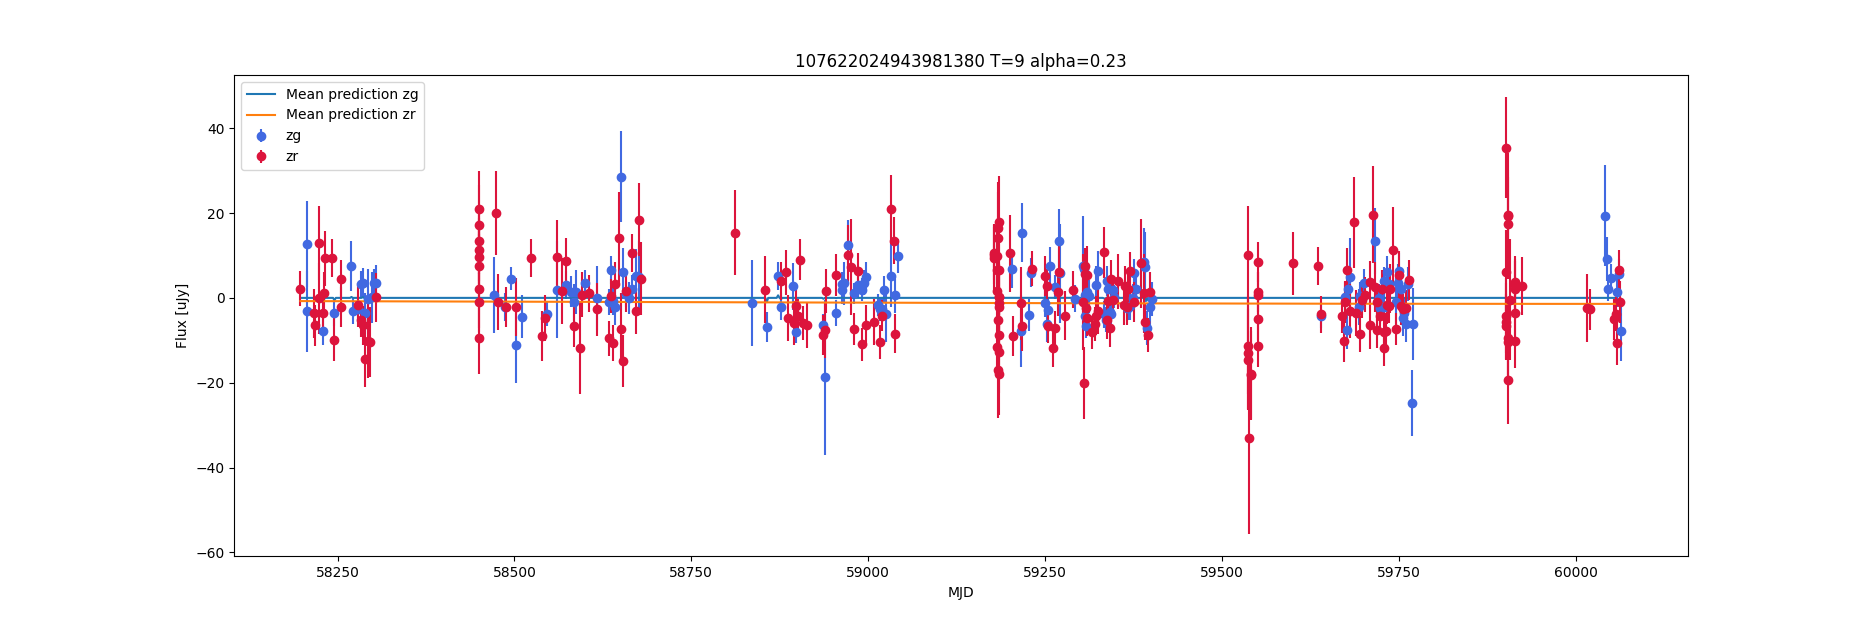 107622024943981380 T=9 alpha=0.23
Mean prediction zg
Mean prediction zr
zg
zr
Flux [uJy]
40
20
0
−20
−40
−60
58250 58500 58750 59000 59250 59500 59750 60000
MJD